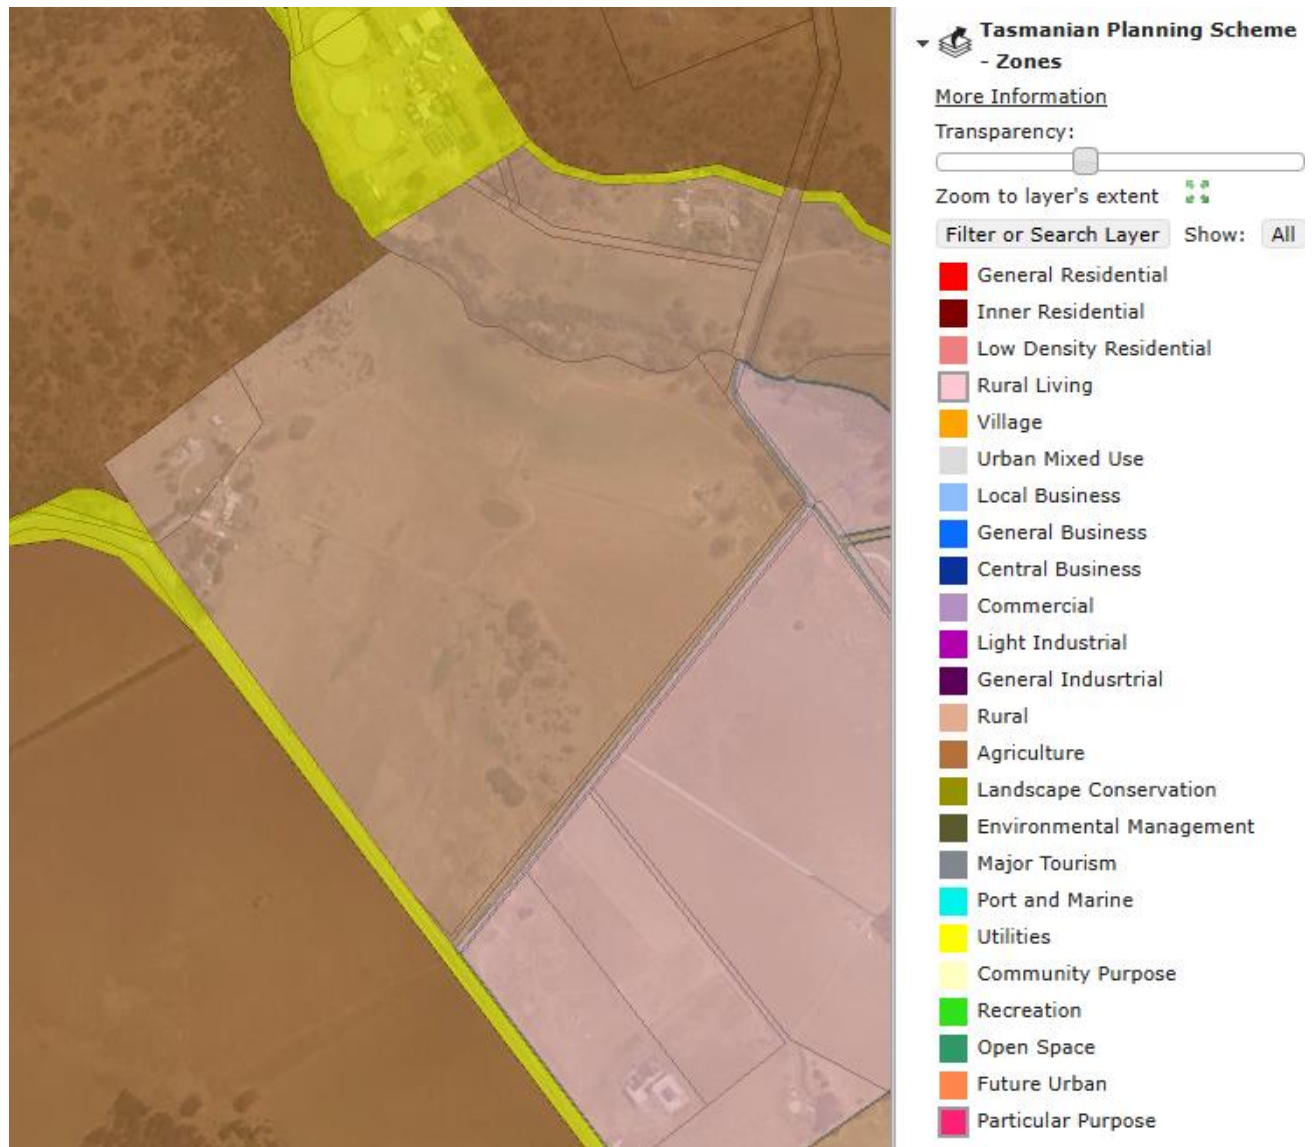 Tasmanian Planning Scheme
- Zones
More Information
Transparency:
Zoom to layer's extent
Filter or Search Layer Show: All
General Residential
Inner Residential
Low Density Residential
Rural Living
Village
Urban Mixed Use
Local Business
General Business
Central Business
Commercial
Light Industrial
General Indusrtrial
Rural
Agriculture
Landscape Conservation
Environmental Management
Major Tourism
Port and Marine
Utilities
Community Purpose
Recreation
Open Space
Future Urban
Particular Purpose